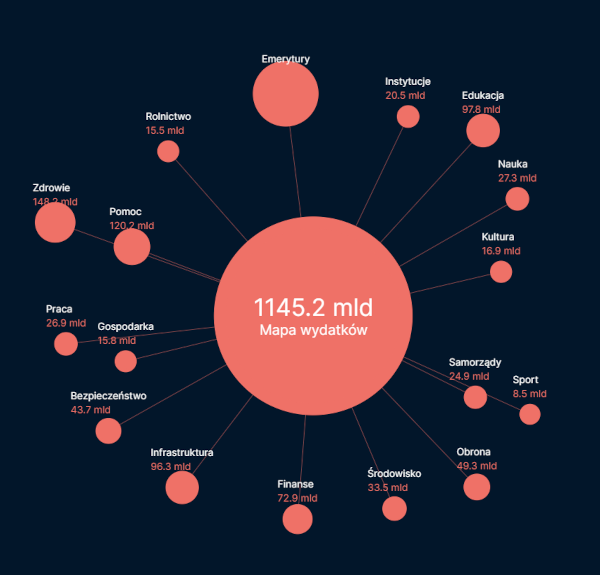 Emerytury
Instytucje
20.5 mld
Edukacja
97.8 mld
Rolnictwo
15.5 mld
Nauka
27.3 mld
Zdrowie
148.2 mld
Pomoc
120.2 mld
Kultura
16.9 mld
1145.2 mld
Mapa wydatków
Praca
26.9 mld
Gospodarka
15.8 mld
Samorządy
24.9 mld
Sport
8.5 mld
Bezpieczeństwo
43.7 mld
Infrastruktura
96.3 mld
Obrona
49.3 mld
Środowisko
33.5 mld
Finanse
72.9 mld